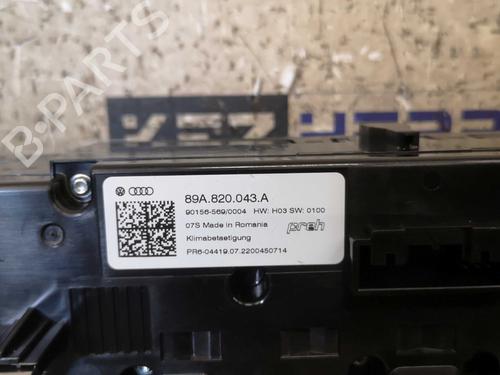 B-PARTS
89A.820.043.A
90156-569/0004 HW: H03 SW: 0100
07S Made in Romania
preh
Klimabetaetigung
PR6-04419.07.2200450714